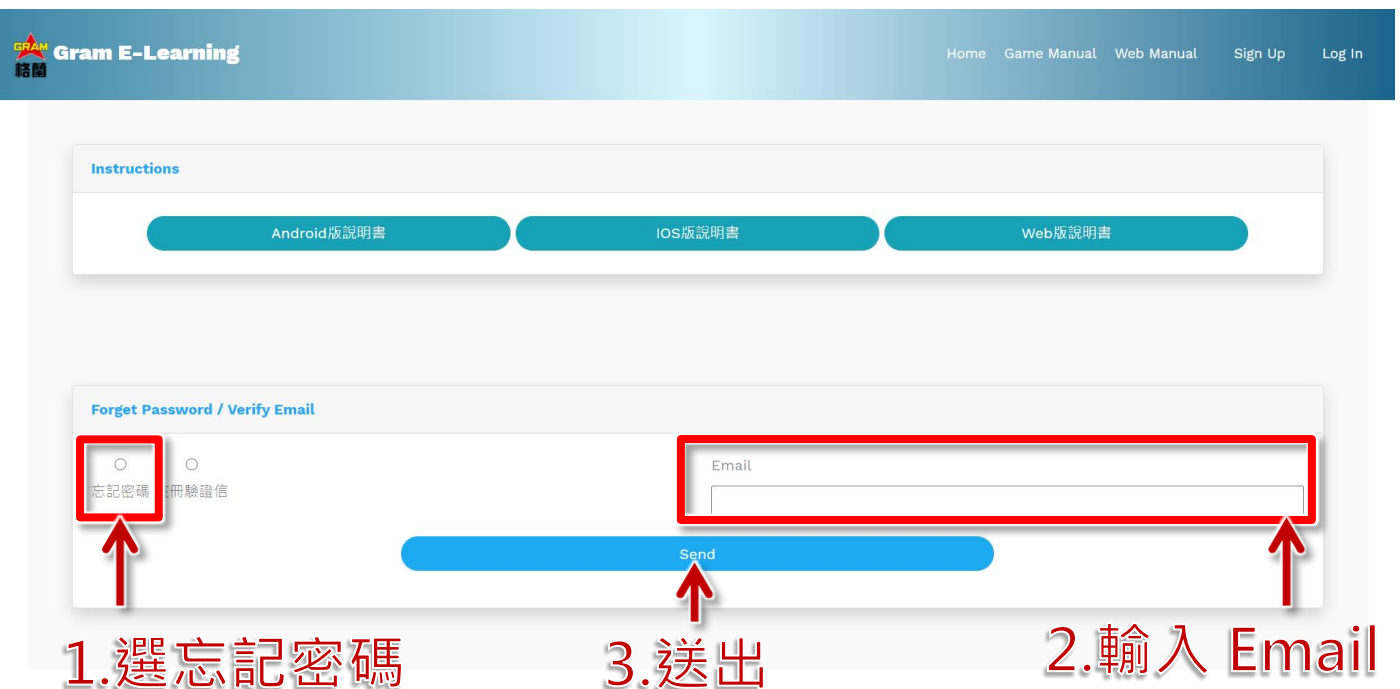 GRAM
格蘭
Gram E-Learning
Home Game Manual Web Manual Sign Up Log In
Instructions
Android版說明書 IOS版說明書 Web版說明書
Forget Password / Verify Email
忘記密碼 冊驗證信
Email
Send
1.選忘記密碼
3.送出
2.輸入 Email